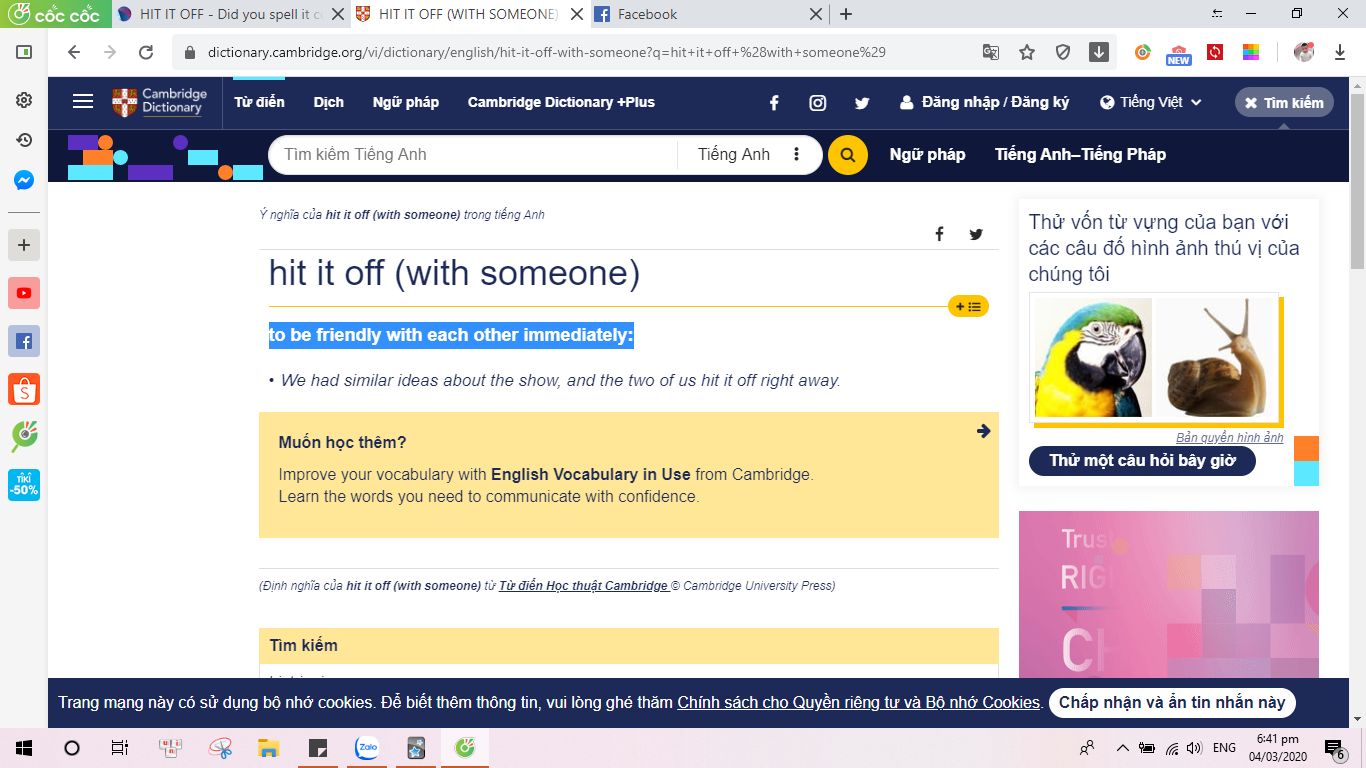 cốc cốc
HIT IT OFF - Did you spell it c
HIT IT OFF (WITH SOMEONE)
Facebook
dictionary.cambridge.org/vi/dictionary/english/hit-it-off-with-someone?q=hit+it+off+%28with+someone%29
NEW
Cambridge
Dictionary
Từ điển
Dịch
Ngữ pháp
Cambridge Dictionary +Plus
Đăng nhập / Đăng ký
Tiếng Việt
Tìm kiếm
Tìm kiếm Tiếng Anh
Tiếng Anh
Ngữ pháp
Tiếng Anh–Tiếng Pháp
Ý nghĩa của hit it off (with someone) trong tiếng Anh
hit it off (with someone)
to be friendly with each other immediately:
• We had similar ideas about the show, and the two of us hit it off right away.
Muốn học thêm?
Improve your vocabulary with English Vocabulary in Use from Cambridge.
Learn the words you need to communicate with confidence.
(Định nghĩa của hit it off (with someone) từ Từ điển Học thuật Cambridge © Cambridge University Press)
Tìm kiếm
Thử vốn từ vựng của bạn với
các câu đố hình ảnh thú vị của
chúng tôi
Bản quyền hình ảnh
Thử một câu hỏi bây giờ
Trus
RIG
CH
TIKI
-50%
Trang mạng này có sử dụng bộ nhớ cookies. Để biết thêm thông tin, vui lòng ghé thăm Chính sách cho Quyền riêng tư và Bộ nhớ Cookies.
Chấp nhận và ẩn tin nhắn này
Zalo
ENG
6:41 pm
04/03/2020
6